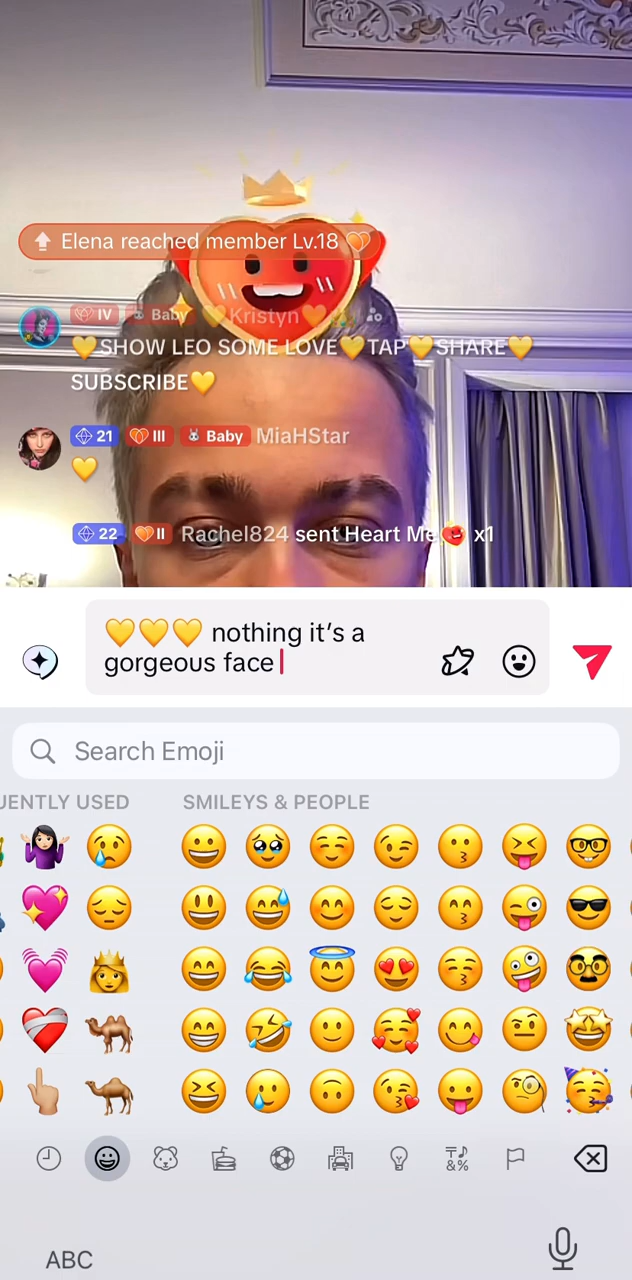 Elena reached member Lv.18
IV Baby 💛Kristyn💛
💛SHOW LEO SOME LOVE💛TAP💛SHARE💛
SUBSCRIBE💛
21 III Baby MiaHStar
💛
22 II Rachel824 sent Heart Me x1
💛💛💛 nothing it's a
gorgeous face
Search Emoji
UENTLY USED SMILEYS & PEOPLE
ABC